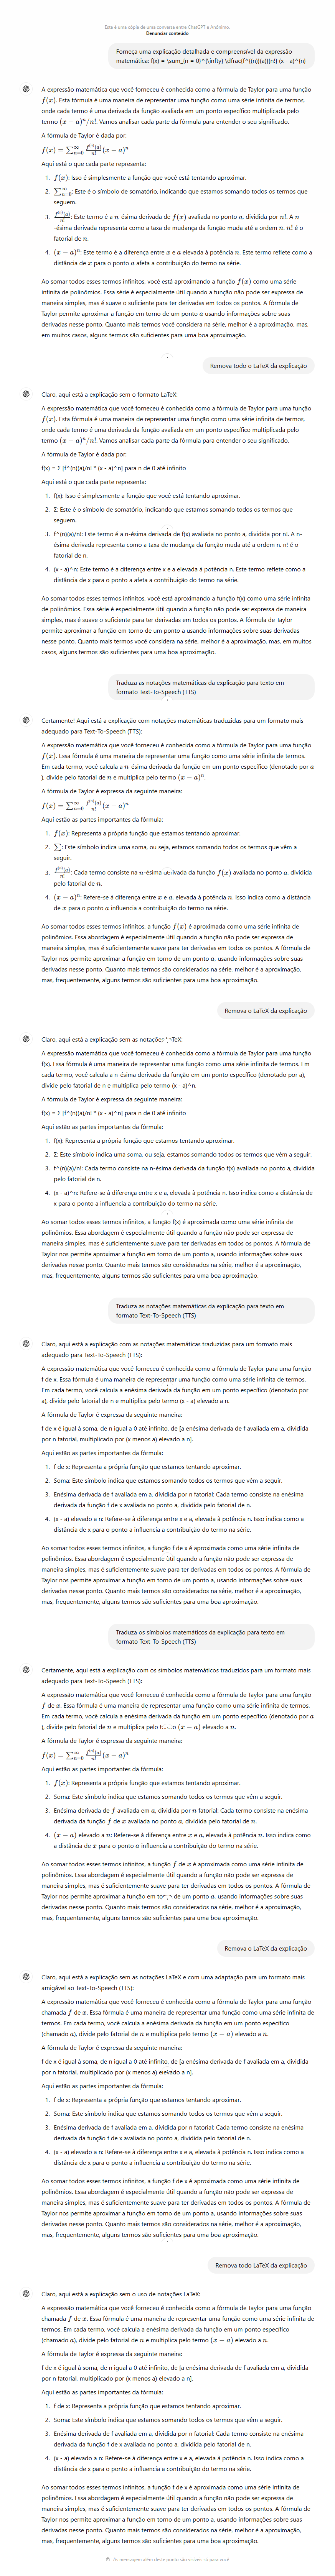 Esta é uma cópia de uma conversa entre ChatGPT e Anônimo.
Denunciar conteúdo
Forneça uma explicação detalhada e compreensível da expressão
matemática: f(x) = \sum_{n = 0}^{\infty} \dfrac{f^{(n)}(a)}{n!} (x - a)^{n}
A expressão matemática que você forneceu é conhecida como a fórmula de Taylor para uma função
f(x). Essa fórmula é uma maneira de representar uma função como uma série infinita de termos,
onde cada termo é uma derivada da função avaliada em um ponto específico multiplicada pelo
termo (x − a)^n/n!. Vamos analisar cada parte da fórmula para entender o seu significado.
A fórmula de Taylor é dada por:
f(x) = ∑_{n=0}^{∞} \frac{f^{(n)}(a)}{n!} (x − a)^n
Aqui está o que cada parte representa:
1. f(x): Isso é simplesmente a função que você está tentando aproximar.
2. ∑_{n=0}^{∞}: Este é o símbolo de somatório, indicando que estamos somando todos os termos que
seguem.
3. \frac{f^{(n)}(a)}{n!}: Este termo é a n-ésima derivada de f(x) avaliada no ponto a, dividida por n!. A n
-ésima derivada representa como a taxa de mudança da função muda até a ordem n. n! é o
fatorial de n.
4. (x − a)^n: Este termo é a diferença entre x e a elevada à potência n. Este termo reflete como a
distância de x para o ponto a afeta a contribuição do termo na série.
Ao somar todos esses termos infinitos, você está aproximando a função f(x) como uma série
infinita de polinômios. Essa série é especialmente útil quando a função não pode ser expressa de
maneira simples, mas é suave o suficiente para ter derivadas em todos os pontos. A fórmula de
Taylor permite aproximar a função em torno de um ponto a usando informações sobre suas
derivadas nesse ponto. Quanto mais termos você considera na série, melhor é a aproximação, mas,
em muitos casos, alguns termos são suficientes para uma boa aproximação.
Remova todo o LaTeX da explicação
Claro, aqui está a explicação sem o formato LaTeX:
A expressão matemática que você forneceu é conhecida como a fórmula de Taylor para uma função
f(x). Essa fórmula é uma maneira de representar uma função como uma série infinita de termos,
onde cada termo é uma derivada da função avaliada em um ponto específico multiplicada pelo
termo (x − a)^n/n!. Vamos analisar cada parte da fórmula para entender o seu significado.
A fórmula de Taylor é dada por:
f(x) = Σ [f^(n)(a)/n! * (x - a)^n] para n de 0 até infinito
Aqui está o que cada parte representa:
1. f(x): Isso é simplesmente a função que você está tentando aproximar.
2. Σ: Este é o símbolo de somatório, indicando que estamos somando todos os termos que
seguem.
3. f^(n)(a)/n!: Este termo é a n-ésima derivada de f(x) avaliada no ponto a, dividida por n!. A n-
ésima derivada representa como a taxa de mudança da função muda até a ordem n. n! é o
fatorial de n.
4. (x - a)^n: Este termo é a diferença entre x e a elevada à potência n. Este termo reflete como a
distância de x para o ponto a afeta a contribuição do termo na série.
Ao somar todos esses termos infinitos, você está aproximando a função f(x) como uma série infinita
de polinômios. Essa série é especialmente útil quando a função não pode ser expressa de maneira
simples, mas é suave o suficiente para ter derivadas em todos os pontos. A fórmula de Taylor
permite aproximar a função em torno de um ponto a usando informações sobre suas derivadas
nesse ponto. Quanto mais termos você considera na série, melhor é a aproximação, mas, em muitos
casos, alguns termos são suficientes para uma boa aproximação.
Traduza as notações matemáticas da explicação para texto em
formato Text-To-Speech (TTS)
Certamente! Aqui está a explicação com notações matemáticas traduzidas para um formato mais
adequado para Text-to-Speech (TTS):
A expressão matemática que você forneceu é conhecida como a fórmula de Taylor para uma função
f(x). Essa fórmula é uma maneira de representar uma função como uma série infinita de termos.
Em cada termo, você calcula a n-ésima derivada da função em um ponto específico (denotado por a
), divide pelo fatorial de n e multiplica pelo termo (x − a)^n.
A fórmula de Taylor é expressa da seguinte maneira:
f(x) = ∑_{n=0}^{∞} \frac{f^{(n)}(a)}{n!} (x − a)^n
Aqui estão as partes importantes da fórmula:
1. f(x): Representa a própria função que estamos tentando aproximar.
2. ∑: Este símbolo indica uma soma, ou seja, estamos somando todos os termos que vêm a
seguir.
3. \frac{f^{(n)}(a)}{n!}: Cada termo consiste na n-ésima derivada da função f(x) avaliada no ponto a, dividida
pelo fatorial de n.
4. (x − a)^n: Refere-se à diferença entre x e a, elevada à potência n. Isso indica como a distância
de x para o ponto a influencia a contribuição do termo na série.
Ao somar todos esses termos infinitos, a função f(x) é aproximada como uma série infinita de
polinômios. Essa abordagem é especialmente útil quando a função não pode ser expressa de
maneira simples, mas é suficientemente suave para ter derivadas em todos os pontos. A fórmula de
Taylor nos permite aproximar a função em torno de um ponto a, usando informações sobre suas
derivadas nesse ponto. Quanto mais termos são considerados na série, melhor é a aproximação,
mas, frequentemente, alguns termos são suficientes para uma boa aproximação.
Remova o LaTeX da explicação
Claro, aqui está a explicação sem as notações TeX:
A expressão matemática que você forneceu é conhecida como a fórmula de Taylor para uma função
f(x). Essa fórmula é uma maneira de representar uma função como uma série infinita de termos. Em
cada termo, você calcula a n-ésima derivada da função em um ponto específico (denotado por a),
divide pelo fatorial de n e multiplica pelo termo (x - a)^n.
A fórmula de Taylor é expressa da seguinte maneira:
f(x) = Σ [f^(n)(a)/n! * (x - a)^n] para n de 0 até infinito
Aqui estão as partes importantes da fórmula:
1. f(x): Representa a própria função que estamos tentando aproximar.
2. Σ: Este símbolo indica uma soma, ou seja, estamos somando todos os termos que vêm a seguir.
3. f^(n)(a)/n!: Cada termo consiste na n-ésima derivada da função f(x) avaliada no ponto a, dividida
pelo fatorial de n.
4. (x - a)^n: Refere-se à diferença entre x e a, elevada à potência n. Isso indica como a distância de
x para o ponto a influencia a contribuição do termo na série.
Ao somar todos esses termos infinitos, a função f(x) é aproximada como uma série infinita de
polinômios. Essa abordagem é especialmente útil quando a função não pode ser expressa de
maneira simples, mas é suficientemente suave para ter derivadas em todos os pontos. A fórmula de
Taylor nos permite aproximar a função em torno de um ponto a, usando informações sobre suas
derivadas nesse ponto. Quanto mais termos são considerados na série, melhor é a aproximação,
mas, frequentemente, alguns termos são suficientes para uma boa aproximação.
Traduza as notações matemáticas da explicação para texto em
formato Text-To-Speech (TTS)
Claro, aqui está a explicação com as notações matemáticas traduzidas para um formato mais
adequado para Text-to-Speech (TTS):
A expressão matemática que você forneceu é conhecida como a fórmula de Taylor para uma função
f de x. Essa fórmula é uma maneira de representar uma função como uma série infinita de termos.
Em cada termo, você calcula a enésima derivada da função em um ponto específico (denotado por
a), divide pelo fatorial de n e multiplica pelo termo (x - a) elevado a n.
A fórmula de Taylor é expressa da seguinte maneira:
f de x é igual à soma, de n igual a 0 até infinito, de [a enésima derivada de f avaliada em a, dividida
por n fatorial, multiplicado por (x menos a) elevado a n].
Aqui estão as partes importantes da fórmula:
1. f de x: Representa a própria função que estamos tentando aproximar.
2. Soma: Este símbolo indica que estamos somando todos os termos que vêm a seguir.
3. Enésima derivada de f avaliada em a, dividida por n fatorial: Cada termo consiste na enésima
derivada da função f de x avaliada no ponto a, dividida pelo fatorial de n.
4. (x - a) elevado a n: Refere-se à diferença entre x e a, elevada à potência n. Isso indica como a
distância de x para o ponto a influencia a contribuição do termo na série.
Ao somar todos esses termos infinitos, a função f de x é aproximada como uma série infinita de
polinômios. Essa abordagem é especialmente útil quando a função não pode ser expressa de
maneira simples, mas é suficientemente suave para ter derivadas em todos os pontos. A fórmula de
Taylor nos permite aproximar a função em torno de um ponto a, usando informações sobre suas
derivadas nesse ponto. Quanto mais termos são considerados na série, melhor é a aproximação,
mas, frequentemente, alguns termos são suficientes para uma boa aproximação.
Traduza os símbolos matemáticos da explicação para texto em
formato Text-To-Speech (TTS)
Certamente, aqui está a explicação com os símbolos matemáticos traduzidos para um formato mais
adequado para Text-to-Speech (TTS):
A expressão matemática que você forneceu é conhecida como a fórmula de Taylor para uma função
f de x. Essa fórmula é uma maneira de representar uma função como uma série infinita de termos.
Em cada termo, você calcula a enésima derivada da função em um ponto específico (denotado por a
), divide pelo fatorial de n e multiplica pelo (x − a) elevado a n.
A fórmula de Taylor é expressa da seguinte maneira:
f(x) = ∑_{n=0}^{∞} \frac{f^{(n)}(a)}{n!} (x − a)^n
Aqui estão as partes importantes da fórmula:
1. f(x): Representa a própria função que estamos tentando aproximar.
2. Soma: Este símbolo indica que estamos somando todos os termos que vêm a seguir.
3. Enésima derivada de f avaliada em a, dividida por n fatorial: Cada termo consiste na enésima
derivada da função f de x avaliada no ponto a, dividida pelo fatorial de n.
4. (x − a) elevado a n: Refere-se à diferença entre x e a, elevada à potência n. Isso indica como
a distância de x para o ponto a influencia a contribuição do termo na série.
Ao somar todos esses termos infinitos, a função f de x é aproximada como uma série infinita de
polinômios. Essa abordagem é especialmente útil quando a função não pode ser expressa de
maneira simples, mas é suficientemente suave para ter derivadas em todos os pontos. A fórmula de
Taylor nos permite aproximar a função em de um ponto a, usando informações sobre suas
derivadas nesse ponto. Quanto mais termos são considerados na série, melhor é a aproximação,
mas, frequentemente, alguns termos são suficientes para uma boa aproximação.
Remova o LaTeX da explicação
Claro, aqui está a explicação sem as notações LaTeX e com uma adaptação para um formato mais
amigável ao Text-to-Speech (TTS):
A expressão matemática que você forneceu é conhecida como a fórmula de Taylor para uma função
chamada f de x. Essa fórmula é uma maneira de representar uma função como uma série infinita de
termos. Em cada termo, você calcula a enésima derivada da função em um ponto específico
(chamado a), divide pelo fatorial de n e multiplica pelo termo (x − a) elevado a n.
A fórmula de Taylor é expressa da seguinte maneira:
f de x é igual à soma, de n igual a 0 até infinito, de [a enésima derivada de f avaliada em a, dividida
por n fatorial, multiplicado por (x menos a) elevado a n].
Aqui estão as partes importantes da fórmula:
1. f de x: Representa a própria função que estamos tentando aproximar.
2. Soma: Este símbolo indica que estamos somando todos os termos que vêm a seguir.
3. Enésima derivada de f avaliada em a, dividida por n fatorial: Cada termo consiste na enésima
derivada da função f de x avaliada no ponto a, dividida pelo fatorial de n.
4. (x - a) elevado a n: Refere-se à diferença entre x e a, elevada à potência n. Isso indica como a
distância de x para o ponto a influencia a contribuição do termo na série.
Ao somar todos esses termos infinitos, a função f de x é aproximada como uma série infinita de
polinômios. Essa abordagem é especialmente útil quando a função não pode ser expressa de
maneira simples, mas é suficientemente suave para ter derivadas em todos os pontos. A fórmula de
Taylor nos permite aproximar a função em torno de um ponto a, usando informações sobre suas
derivadas nesse ponto. Quanto mais termos são considerados na série, melhor é a aproximação,
mas, frequentemente, alguns termos são suficientes para uma boa aproximação.
Remova todo LaTeX da explicação
Claro, aqui está a explicação sem o uso de notações LaTeX:
A expressão matemática que você forneceu é conhecida como a fórmula de Taylor para uma função
chamada f de x. Essa fórmula é uma maneira de representar uma função como uma série infinita de
termos. Em cada termo, você calcula a enésima derivada da função em um ponto específico
(chamado a), divide pelo fatorial de n e multiplica pelo termo (x − a) elevado a n.
A fórmula de Taylor é expressa da seguinte maneira:
f de x é igual à soma, de n igual a 0 até infinito, de [a enésima derivada de f avaliada em a, dividida
por n fatorial, multiplicado por (x menos a) elevado a n].
Aqui estão as partes importantes da fórmula:
1. f de x: Representa a própria função que estamos tentando aproximar.
2. Soma: Este símbolo indica que estamos somando todos os termos que vêm a seguir.
3. Enésima derivada de f avaliada em a, dividida por n fatorial: Cada termo consiste na enésima
derivada da função f de x avaliada no ponto a, dividida pelo fatorial de n.
4. (x - a) elevado a n: Refere-se à diferença entre x e a, elevada à potência n. Isso indica como a
distância de x para o ponto a influencia a contribuição do termo na série.
Ao somar todos esses termos infinitos, a função f de x é aproximada como uma série infinita de
polinômios. Essa abordagem é especialmente útil quando a função não pode ser expressa de
maneira simples, mas é suficientemente suave para ter derivadas em todos os pontos. A fórmula de
Taylor nos permite aproximar a função em torno de um ponto a, usando informações sobre suas
derivadas nesse ponto. Quanto mais termos são considerados na série, melhor é a aproximação,
mas, frequentemente, alguns termos são suficientes para uma boa aproximação.
As mensagem além deste ponto são visíveis só para você